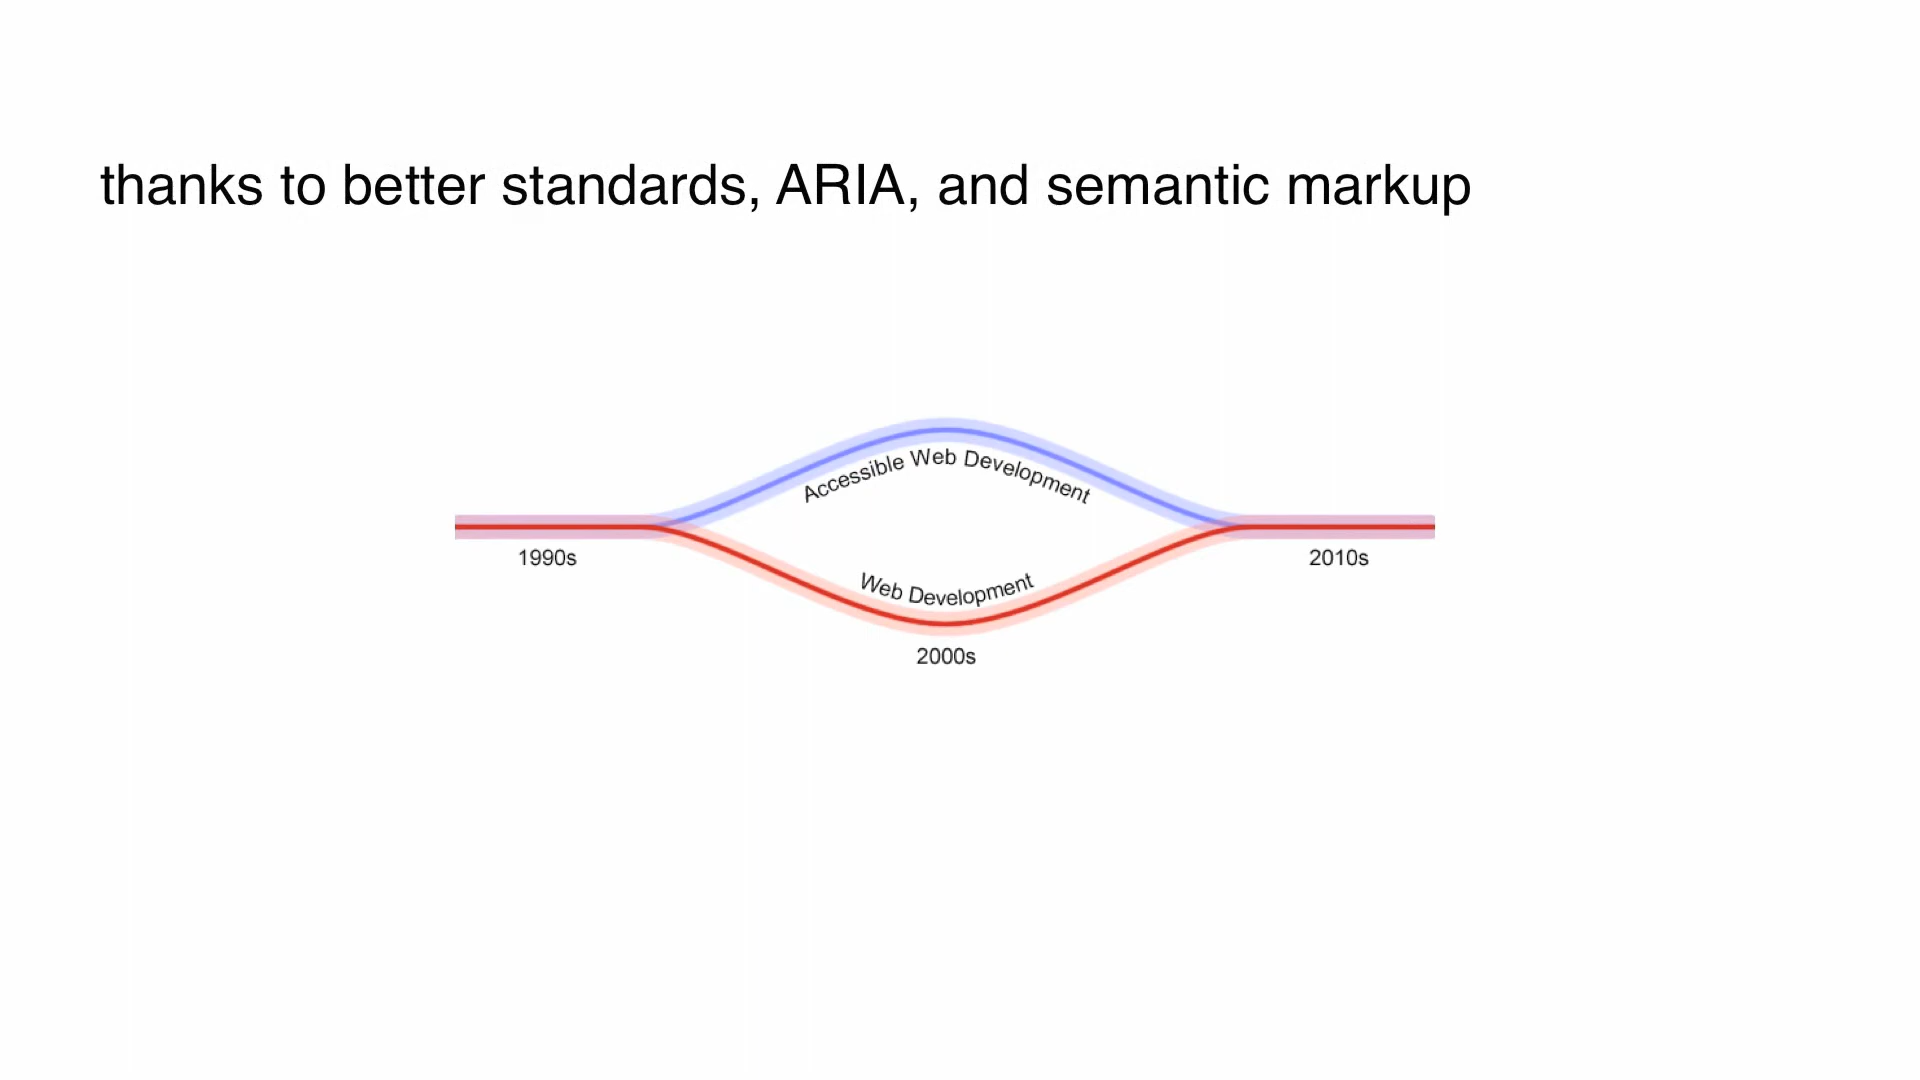 thanks to better standards, ARIA, and semantic markup
Accessible Web Development
1990s
2010s
Web Development
2000s